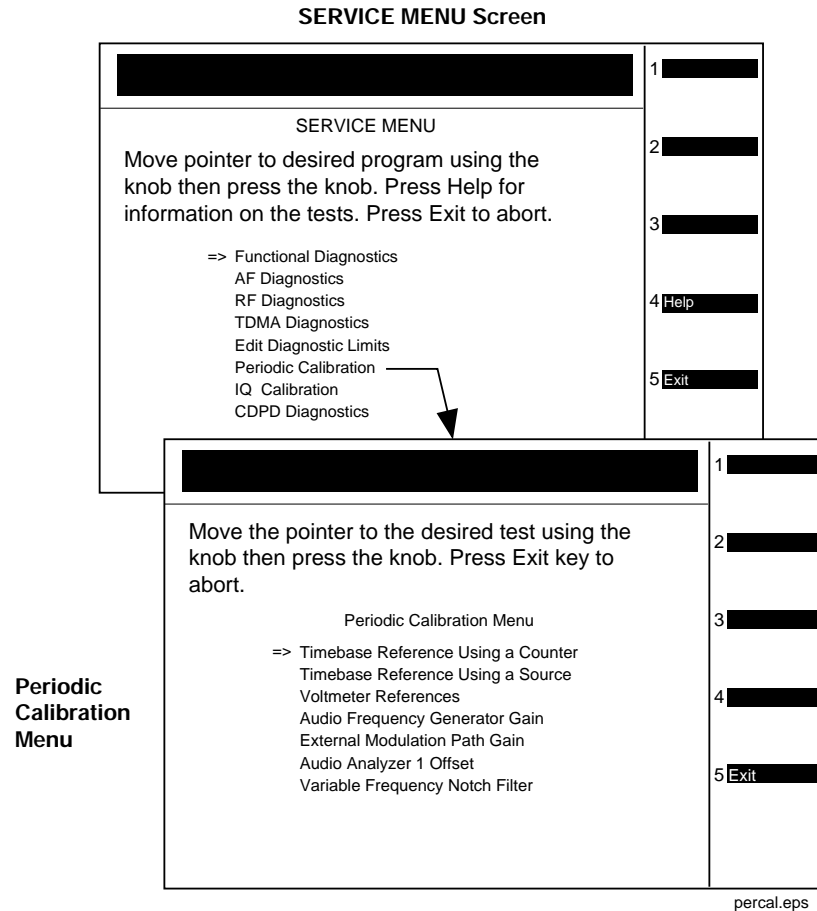 SERVICE MENU Screen
1
SERVICE MENU
2
Move pointer to desired program using the
knob then press the knob. Press Help for
information on the tests. Press Exit to abort.
3
=> Functional Diagnostics
AF Diagnostics
RF Diagnostics
4 Help
TDMA Diagnostics
Edit Diagnostic Limits
Periodic Calibration
5 Exit
IQ Calibration
CDPD Diagnostics
1
Move the pointer to the desired test using the
knob then press the knob. Press Exit key to
abort.
2
Periodic Calibration Menu
3
=> Timebase Reference Using a Counter
Timebase Reference Using a Source
Voltmeter References
4
Audio Frequency Generator Gain
External Modulation Path Gain
Audio Analyzer 1 Offset
5 Exit
Variable Frequency Notch Filter
Periodic
Calibration
Menu
percal.eps